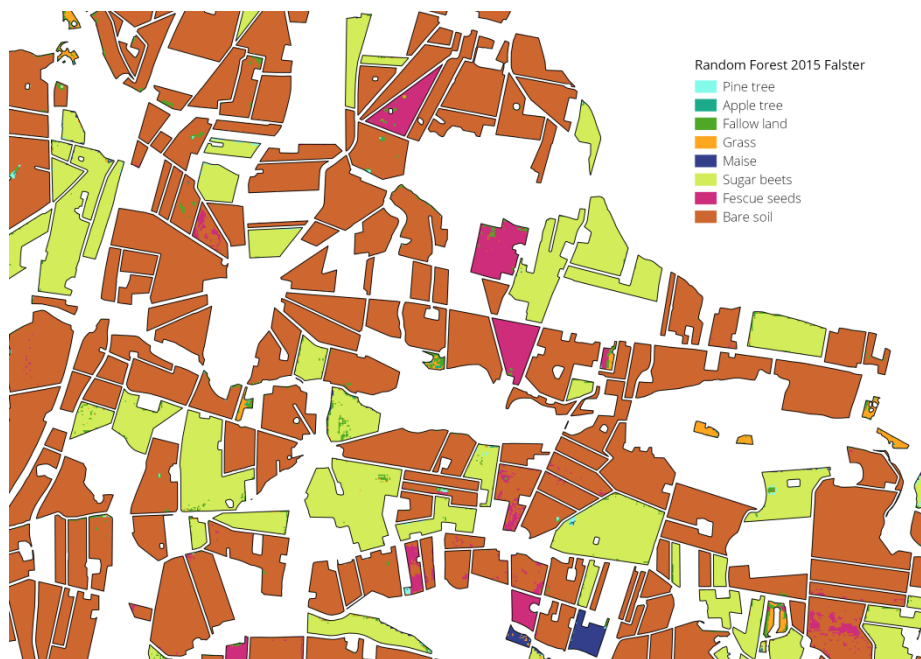 Random Forest 2015 Falster
Pine tree
Apple tree
Fallow land
Grass
Maise
Sugar beets
Fescue seeds
Bare soil